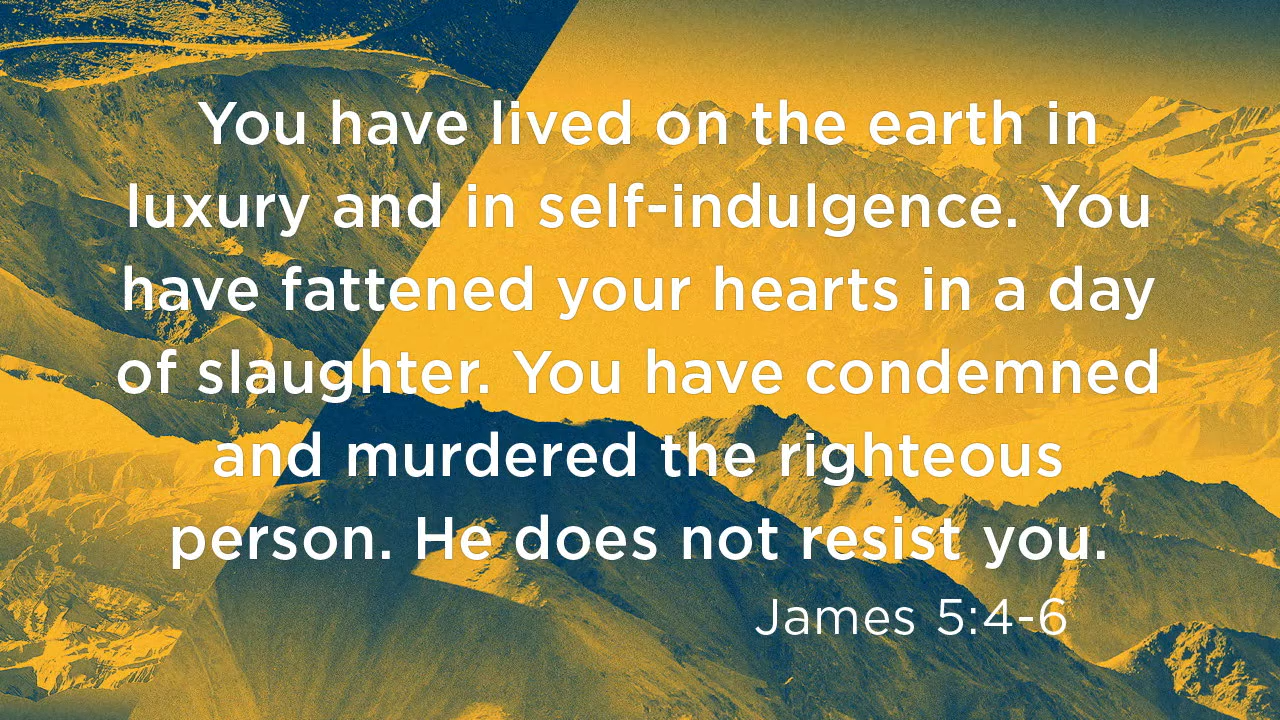 You have lived on the earth in
luxury and in self-indulgence. You
have fattened your hearts in a day
of slaughter. You have condemned
and murdered the righteous
person. He does not resist you.
James 5:4-6